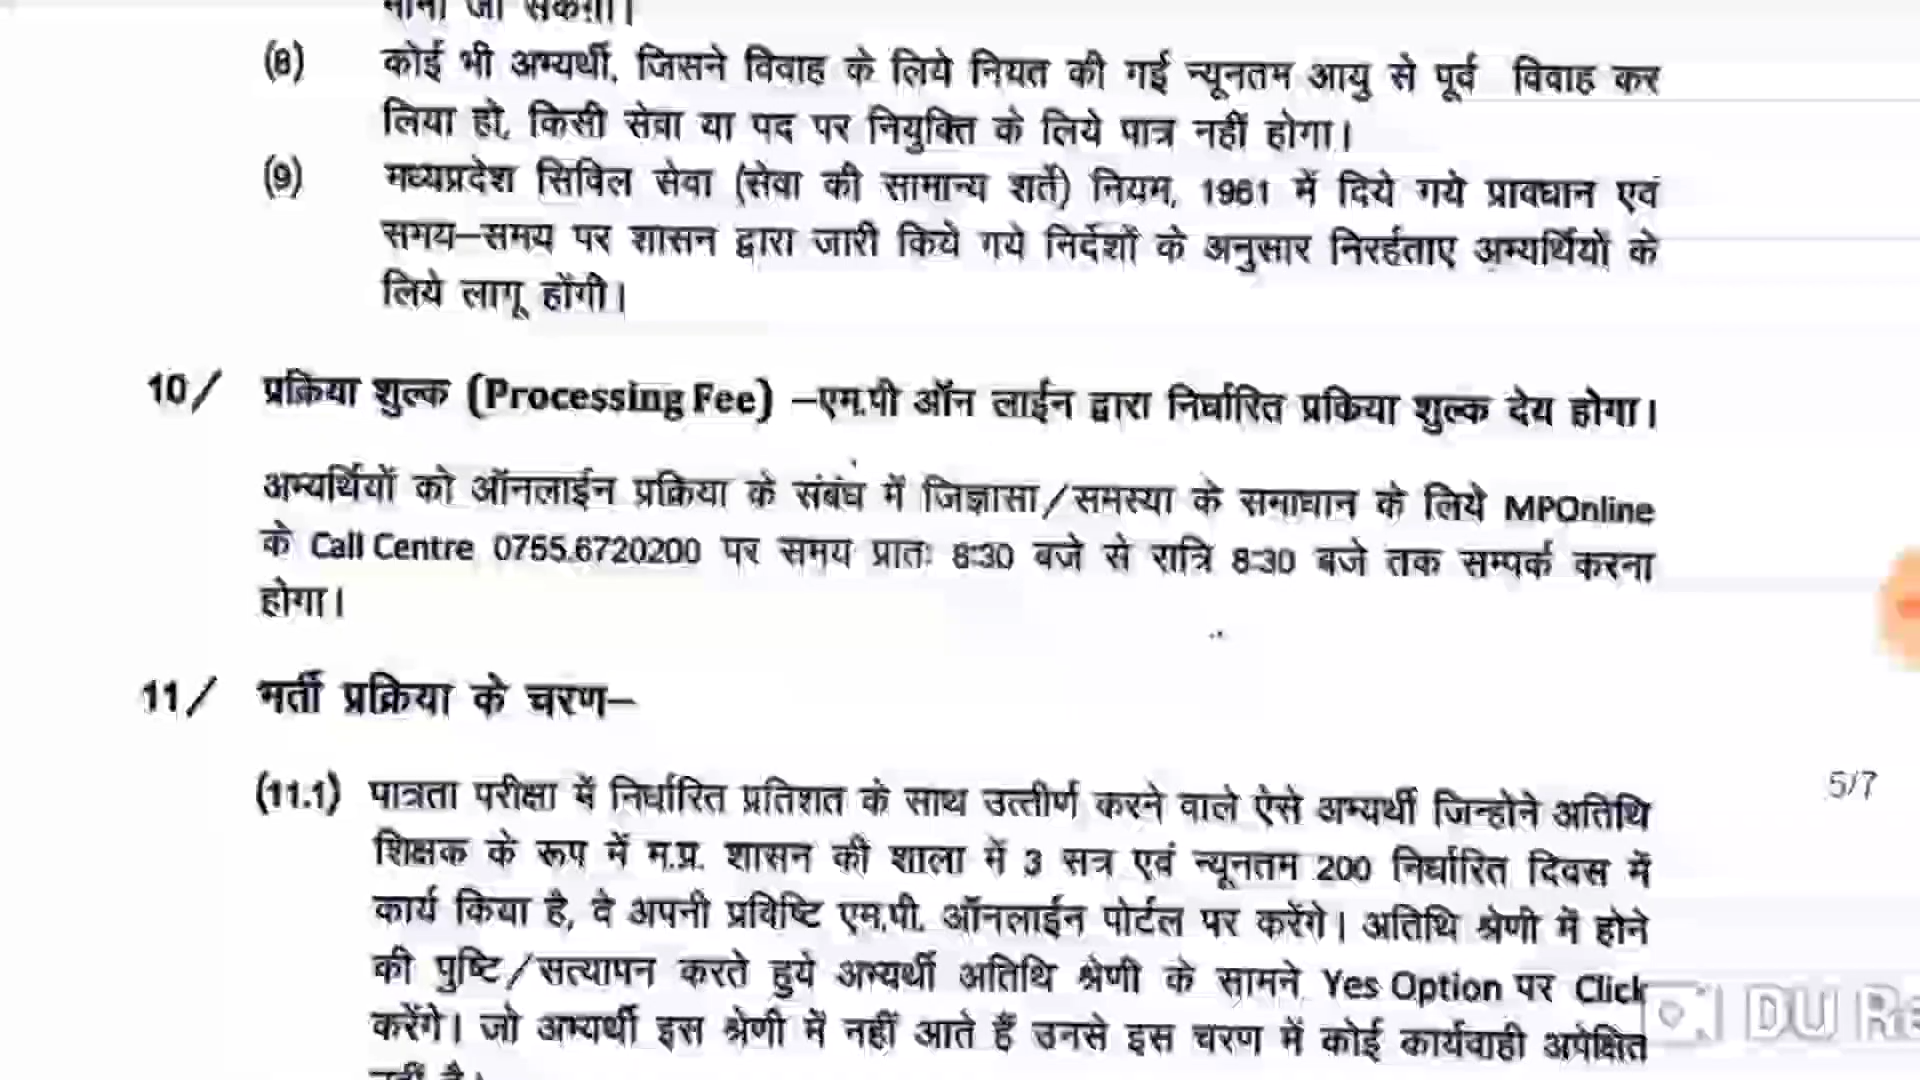 माना जा सकेगा।
(8) कोई भी अभ्यर्थी, जिसने विवाह के लिये नियत की गई न्यूनतम आयु से पूर्व विवाह कर
लिया हो, किसी सेवा या पद पर नियुक्ति के लिये पात्र नहीं होगा।
(9) मध्यप्रदेश सिविल सेवा (सेवा की सामान्य शर्ते) नियम, 1961 में दिये गये प्रावधान एवं
समय–समय पर शासन द्वारा जारी किये गये निर्देशों के अनुसार निरर्हताए अभ्यर्थियो के
लिये लागू होंगी।
10/ प्रक्रिया शुल्क (Processing Fee) –एम.पी ऑन लाईन द्वारा निर्धारित प्रकिया शुल्क देय होगा।
अभ्यर्थियों को ऑनलाईन प्रक्रिया के संबंध में जिज्ञासा/समस्या के समाधान के लिये MPOnline
के Call Centre 0755.6720200 पर समय प्रातः 8:30 बजे से रात्रि 8:30 बजे तक सम्पर्क करना
होगा।
11/ भर्ती प्रक्रिया के चरण–
(11.1) पात्रता परीक्षा में निर्धारित प्रतिशत के साथ उत्तीर्ण करने वाले ऐसे अभ्यर्थी जिन्होने अतिथि
5/7
शिक्षक के रूप में म.प्र. शासन की शाला में 3 सत्र एवं न्यूनतम 200 निर्धारित दिवस में
कार्य किया है, वे अपनी प्रविष्टि एम.पी. ऑनलाईन पोर्टल पर करेंगे। अतिथि श्रेणी में होने
की पुष्टि/सत्यापन करते हुये अभ्यर्थी अतिथि श्रेणी के सामने Yes Option पर Click
करेंगे। जो अभ्यर्थी इस श्रेणी में नहीं आते हैं उनसे इस चरण में कोई कार्यवाही अपेक्षित
नहीं है।
DU Re